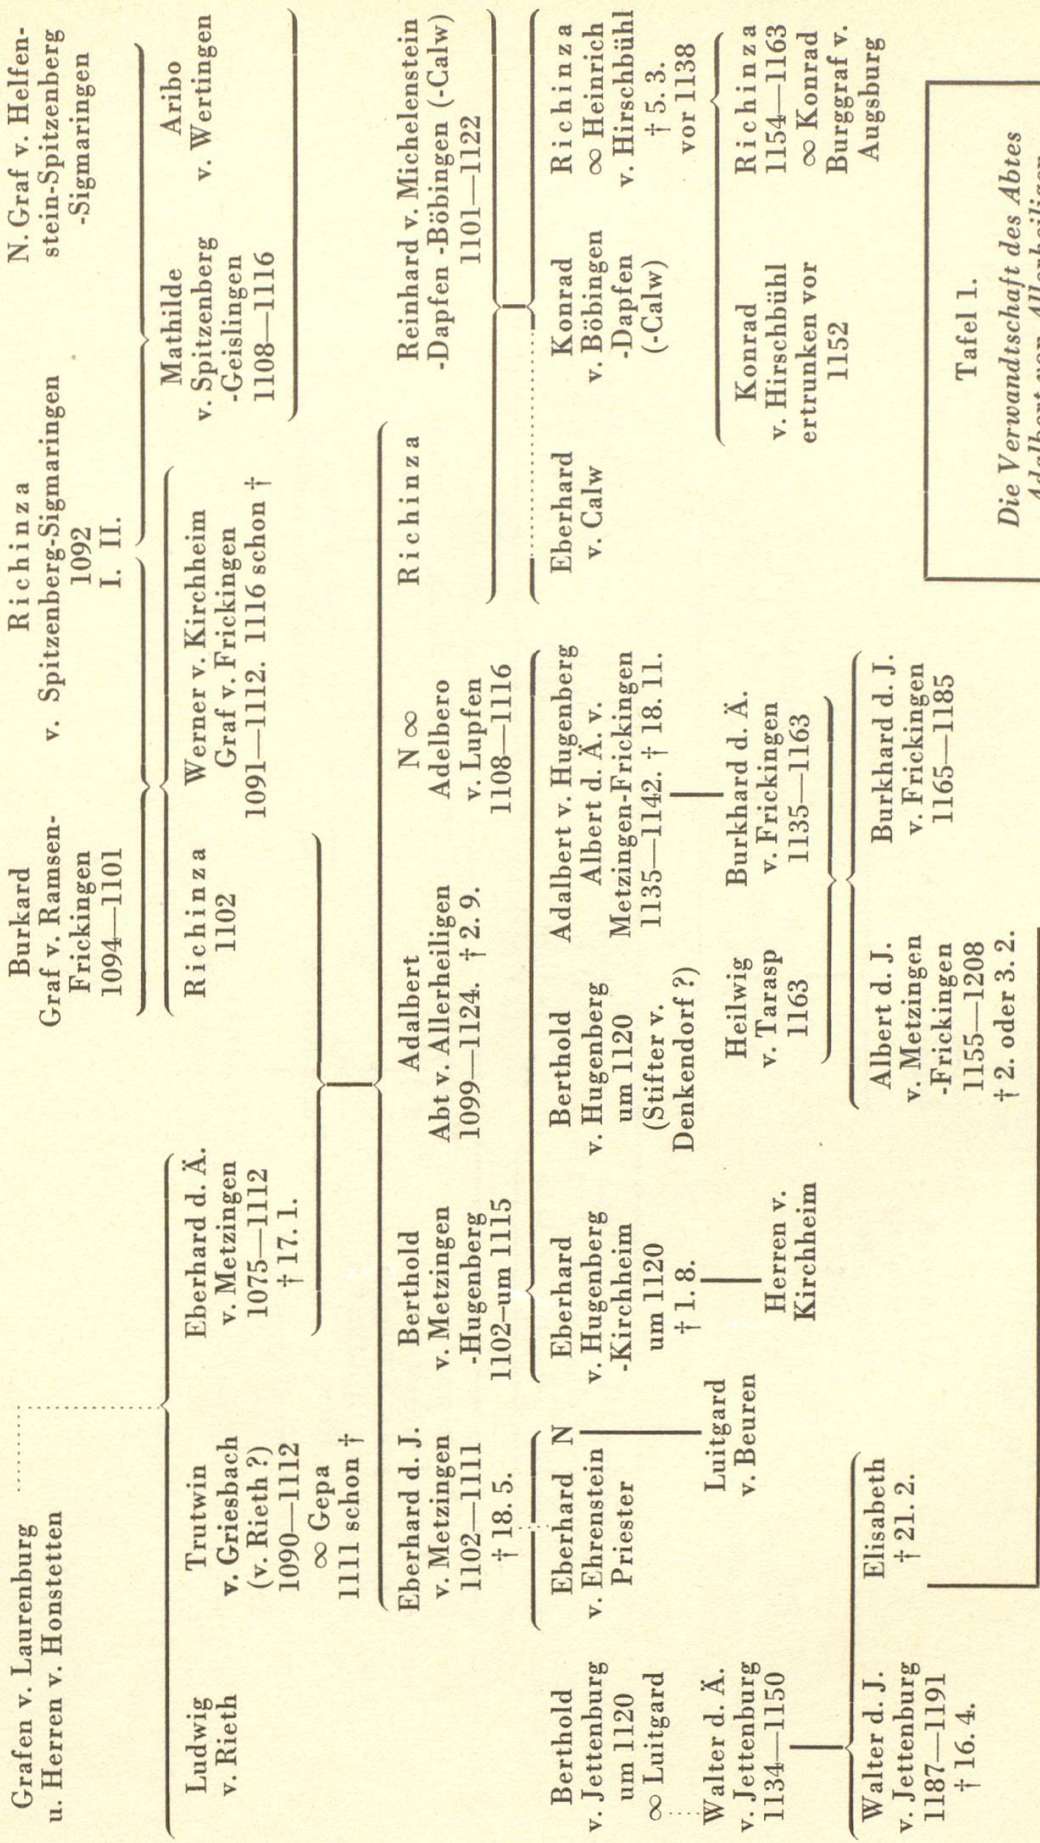 Grafen v. Laurenburg
u. Herren v. Honstetten
Burkard
Graf v. Ramsen-
Frickingen
1094—1101
Richinza
v. Spitzenberg-Sigmaringen
1092
I. II.
N. Graf v. Helfen-
stein-Spitzenberg
-Sigmaringen
Ludwig
v. Rieth
Trutwin
v. Griesbach
(v. Rieth ?)
1090—1112
∞ Gepa
1111 schon †
Eberhard d. Ä.
v. Metzingen
1075—1112
† 17. 1.
Richinza
1102
Werner v. Kirchheim
Graf v. Frickingen
1091—1112. 1116 schon †
Mathilde
v. Spitzenberg
-Geislingen
1108—1116
Aribo
v. Wertingen
Eberhard d. J.
v. Metzingen
1102—1111
† 18. 5.
Berthold
v. Metzingen
-Hugenberg
1102–um 1115
Adalbert
Abt v. Allerheiligen
1099—1124. † 2. 9.
N ∞
Adelbero
v. Lupfen
1108—1116
Richinza
Reinhard v. Michelenstein
-Dapfen -Böbingen (-Calw)
1101—1122
Berthold
v. Jettenburg
um 1120
∞ Luitgard
Eberhard
v. Ehrenstein
Priester
N
Eberhard
v. Hugenberg
-Kirchheim
um 1120
† 1. 8.
Berthold
v. Hugenberg
um 1120
(Stifter v.
Denkendorf ?)
Adalbert v. Hugenberg
Albert d. Ä. v.
Metzingen-Frickingen
1135—1142. † 18. 11.
Eberhard
v. Calw
Konrad
v. Böbingen
-Dapfen
(-Calw)
Richinza
∞ Heinrich
v. Hirschbühl
† 5. 3.
vor 1138
Walter d. Ä.
v. Jettenburg
1134—1150
Luitgard
v. Beuren
Herren v.
Kirchheim
Heilwig
v. Tarasp
1163
Burkhard d. Ä.
v. Frickingen
1135—1163
Konrad
v. Hirschbühl
ertrunken vor
1152
Richinza
1154—1163
∞ Konrad
Burggraf v.
Augsburg
Walter d. J.
v. Jettenburg
1187—1191
† 16. 4.
Elisabeth
† 21. 2.
Albert d. J.
v. Metzingen
-Frickingen
1155—1208
† 2. oder 3. 2.
Burkhard d. J.
v. Frickingen
1165—1185
Tafel 1.
Die Verwandtschaft des Abtes
Adalbert von Allerheiligen